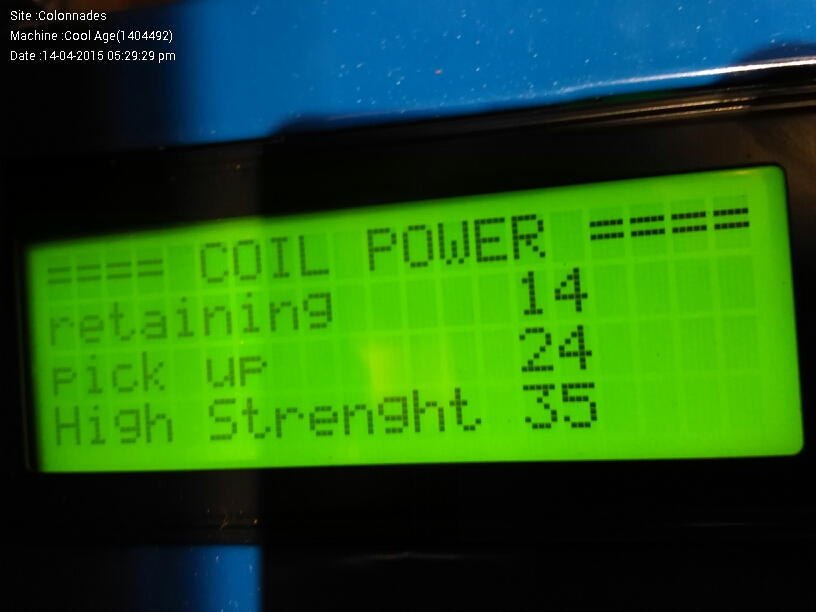 Site :Colonnades
Machine :Cool Age(1404492)
Date :14-04-2015 05:29:29 pm
==== COIL POWER ====
retaining 14
pick up 24
High Strenght 35